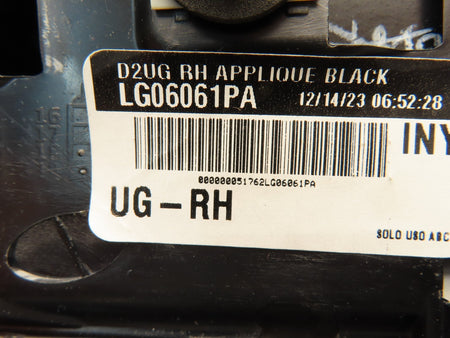 D2UG RH APPLIQUE BLACK
LG06061PA 12/14/23 06:52:28
INY
000000051762LG06061PA
UG-RH
SOLO USO ABC